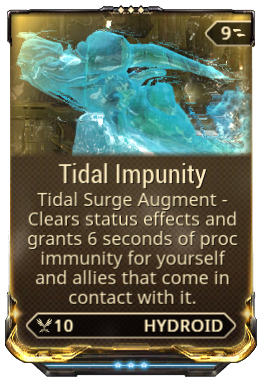 9
Tidal Impunity
Tidal Surge Augment -
Clears status effects and
grants 6 seconds of proc
immunity for yourself
and allies that come in
contact with it.
10 HYDROID